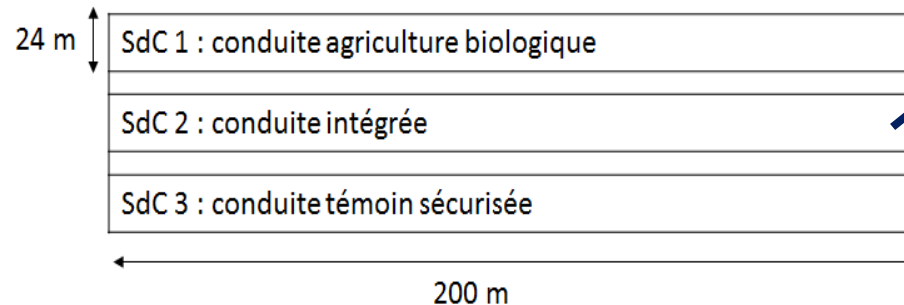 24 m
SdC 1 : conduite agriculture biologique
SdC 2 : conduite intégrée
SdC 3 : conduite témoin sécurisée
200 m